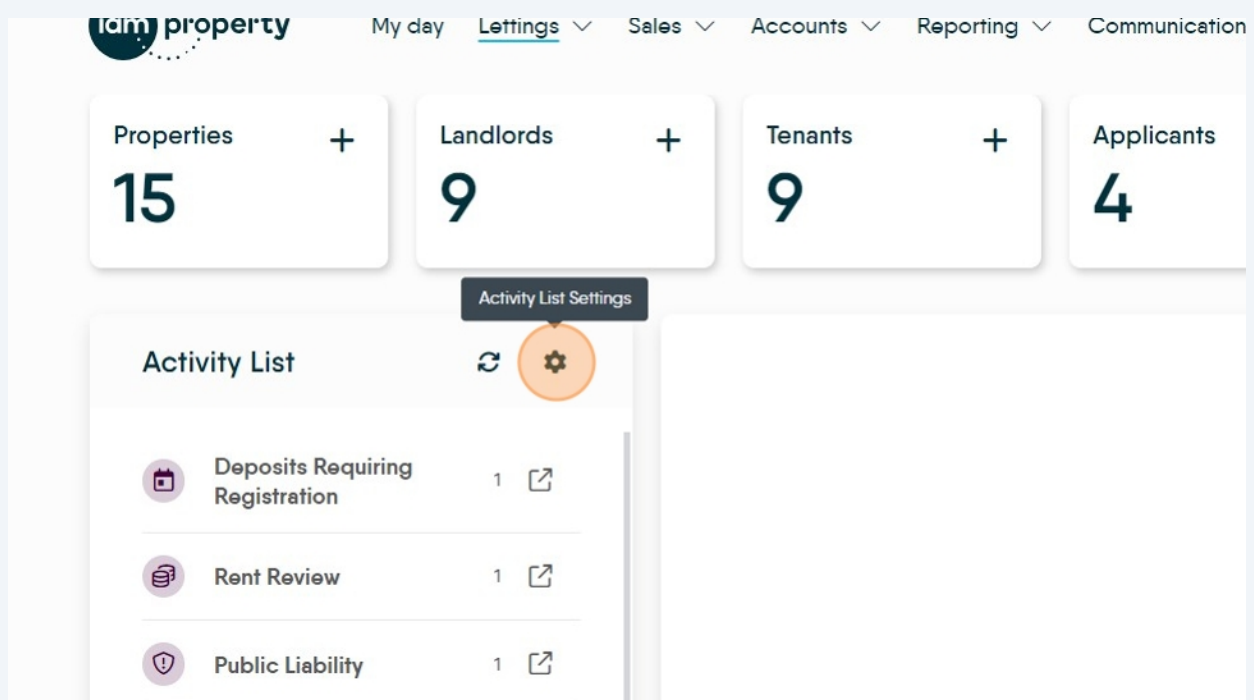 iam property
My day Lettings Sales Accounts Reporting Communication
Properties + Landlords + Tenants + Applicants
15 9 9 4
Activity List Settings
Activity List
Deposits Requiring 1
Registration
Rent Review 1
Public Liability 1